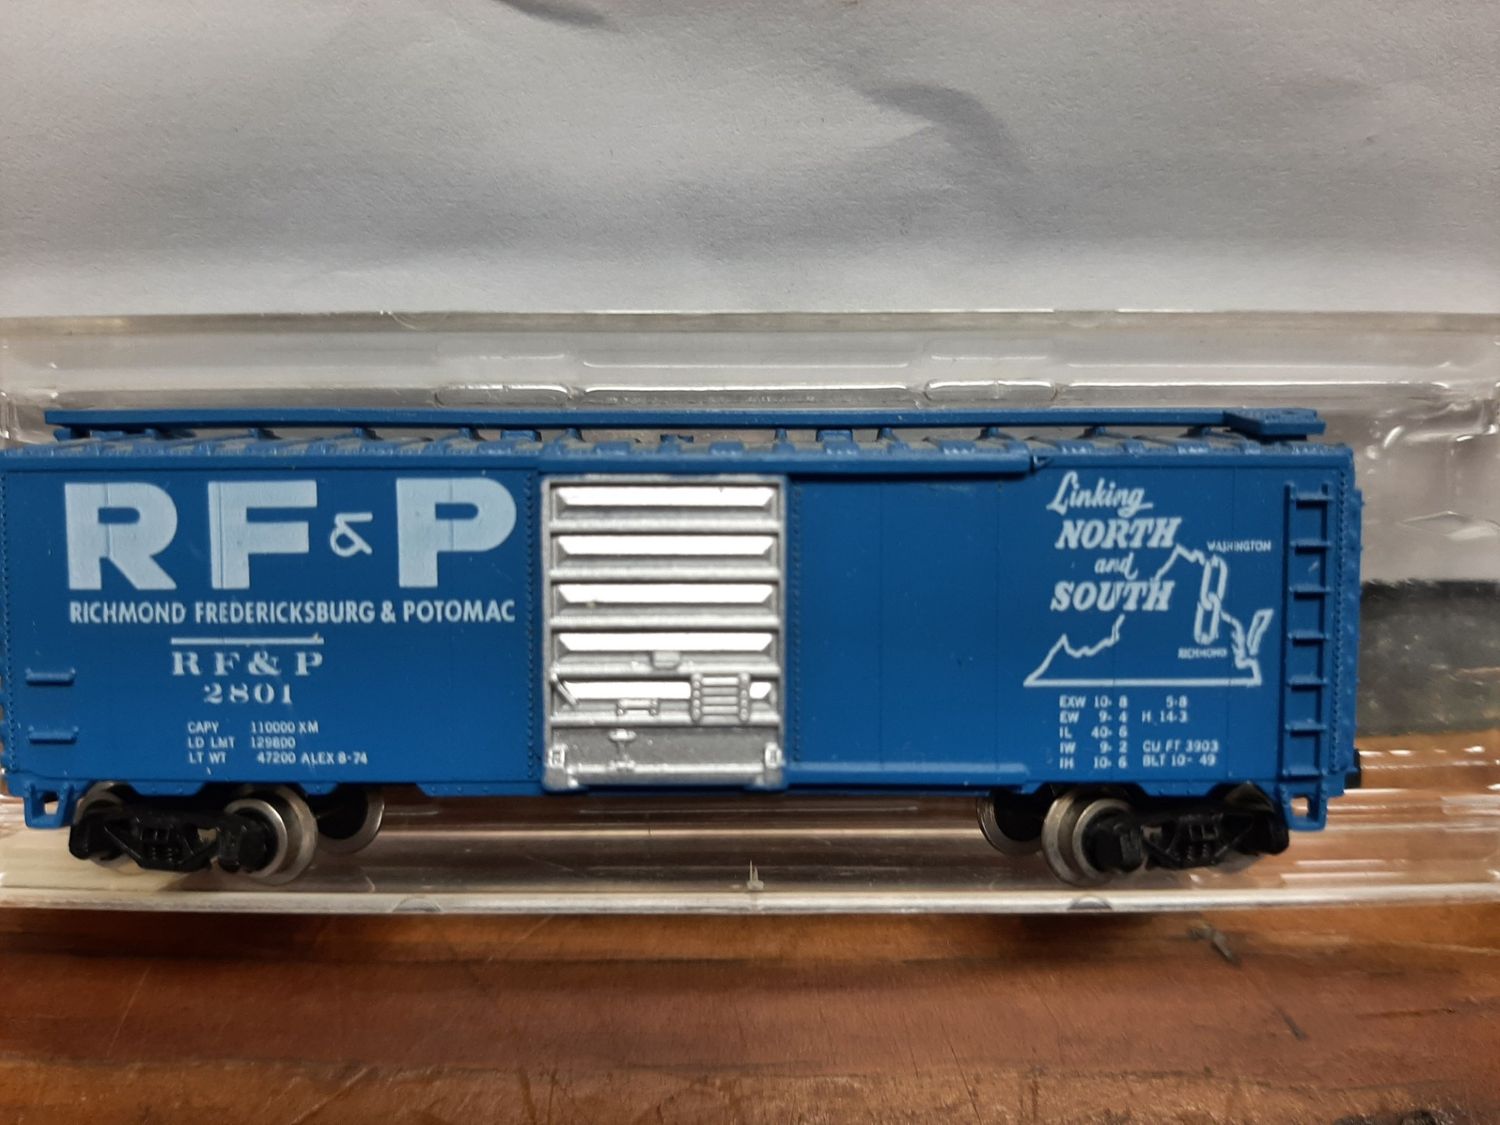 RF&P
RICHMOND FREDERICKSBURG & POTOMAC
RF&P
2801
CAPY 110000 XM
LD LMT 129800
LT WT 47200 ALEX 8-74
Linking
NORTH
and
SOUTH
WASHINGTON
RICHMOND
EXW 10-8 5-8
EW 9-4 H 14-3
IL 40-6
IW 9-2 CU FT 3903
IH 10-6 BLT 10-49